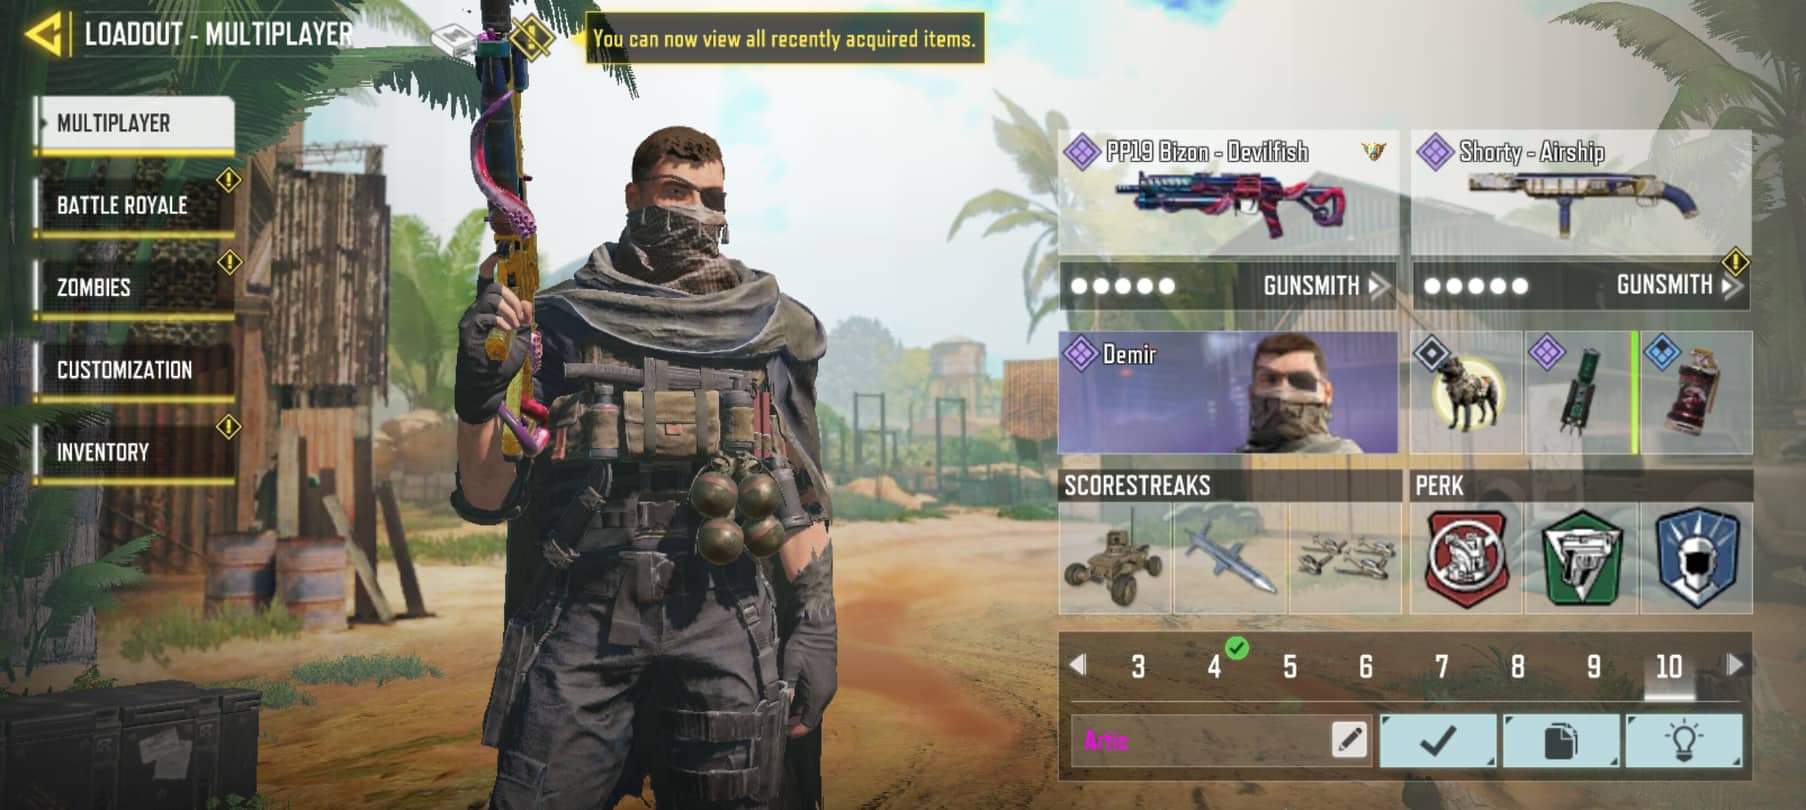 LOADOUT - MULTIPLAYER
You can now view all recently acquired items.
MULTIPLAYER
BATTLE ROYALE
ZOMBIES
CUSTOMIZATION
INVENTORY
PP19 Bizon - Devilfish
Shorty - Airship
GUNSMITH
GUNSMITH
Demir
SCORESTREAKS
PERK
3 4 5 6 7 8 9 10
Artic